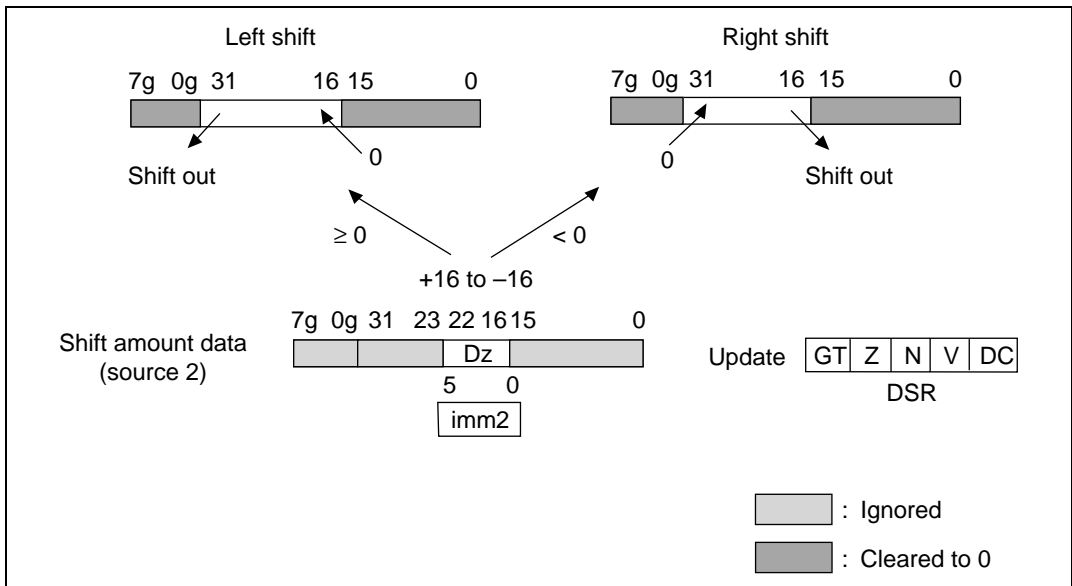 Left shift
Right shift
7g 0g 31 16 15 0
7g 0g 31 16 15 0
0
0
Shift out
Shift out
≥ 0
< 0
+16 to –16
7g 0g 31 23 22 16 15 0
Shift amount data
(source 2)
Dz
Update
GT Z N V DC
5 0
DSR
imm2
: Ignored
: Cleared to 0